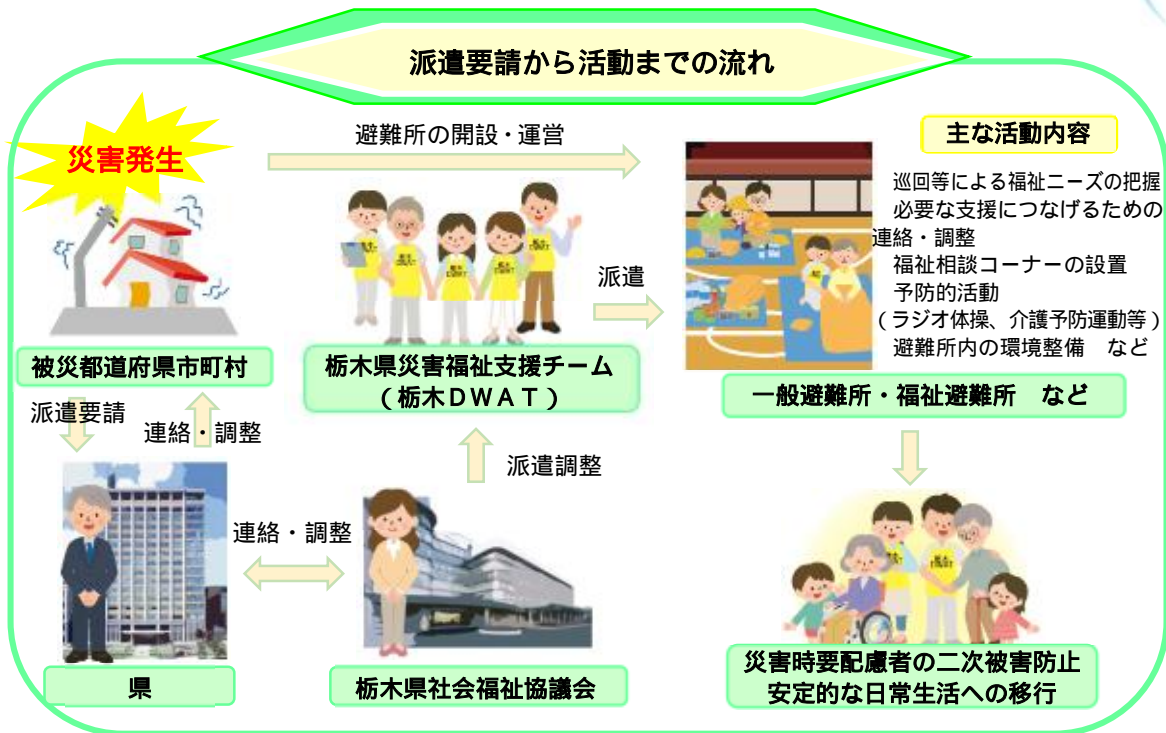 派遣要請から活動までの流れ
災害発生
避難所の開設・運営
主な活動内容
巡回等による福祉ニーズの把握
必要な支援につなげるための
連絡・調整
福祉相談コーナーの設置
予防的活動
(ラジオ体操、介護予防運動等)
避難所内の環境整備　など
派遣
被災都道府県市町村
栃木県災害福祉支援チーム
(栃木DWAT)
一般避難所・福祉避難所　など
派遣要請
連絡・調整
派遣調整
連絡・調整
県
栃木県社会福祉協議会
災害時要配慮者の二次被害防止
安定的な日常生活への移行